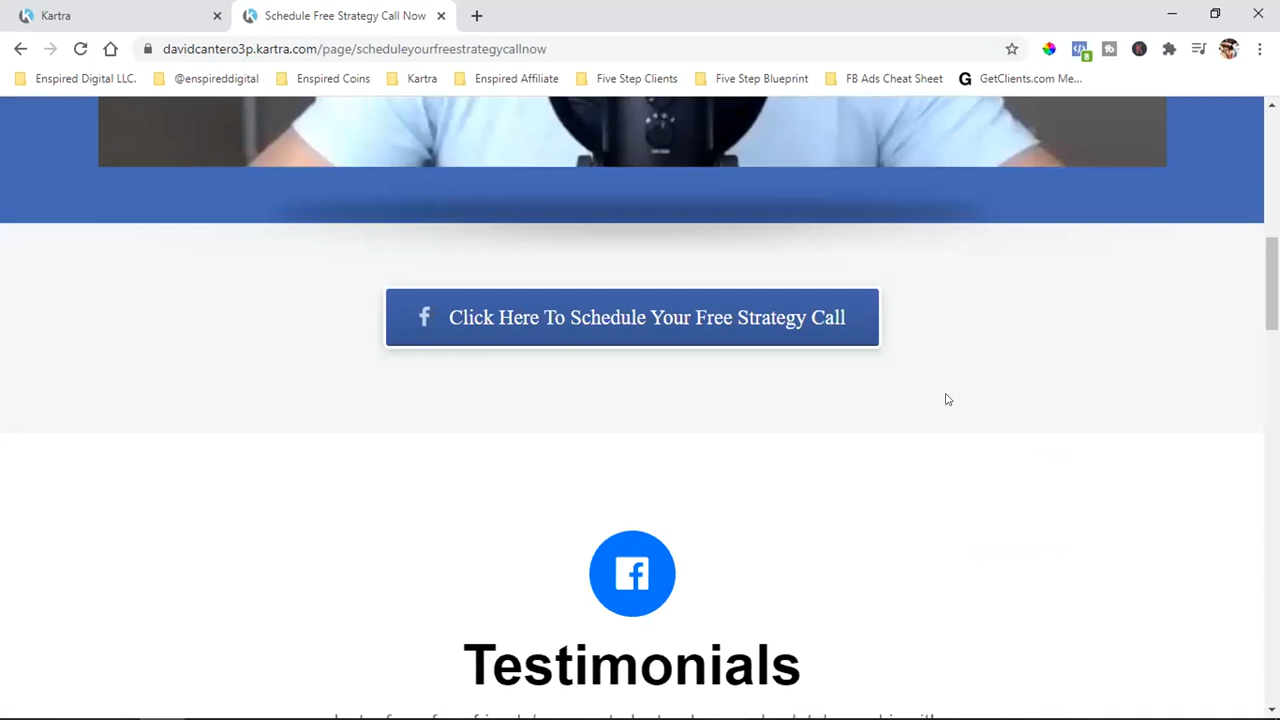 Kartra
Schedule Free Strategy Call Now
davidcantero3p.kartra.com/page/scheduleyourfreestrategycallnow
8
Enspired Digital LLC.
@enspireddigital
Enspired Coins
Kartra
Enspired Affiliate
Five Step Clients
Five Step Blueprint
FB Ads Cheat Sheet
GetClients.com Me...
Click Here To Schedule Your Free Strategy Call
Testimonials